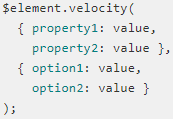 $element.velocity(
  { property1: value,
    property2: value },
  { option1: value,
    option2: value }
);